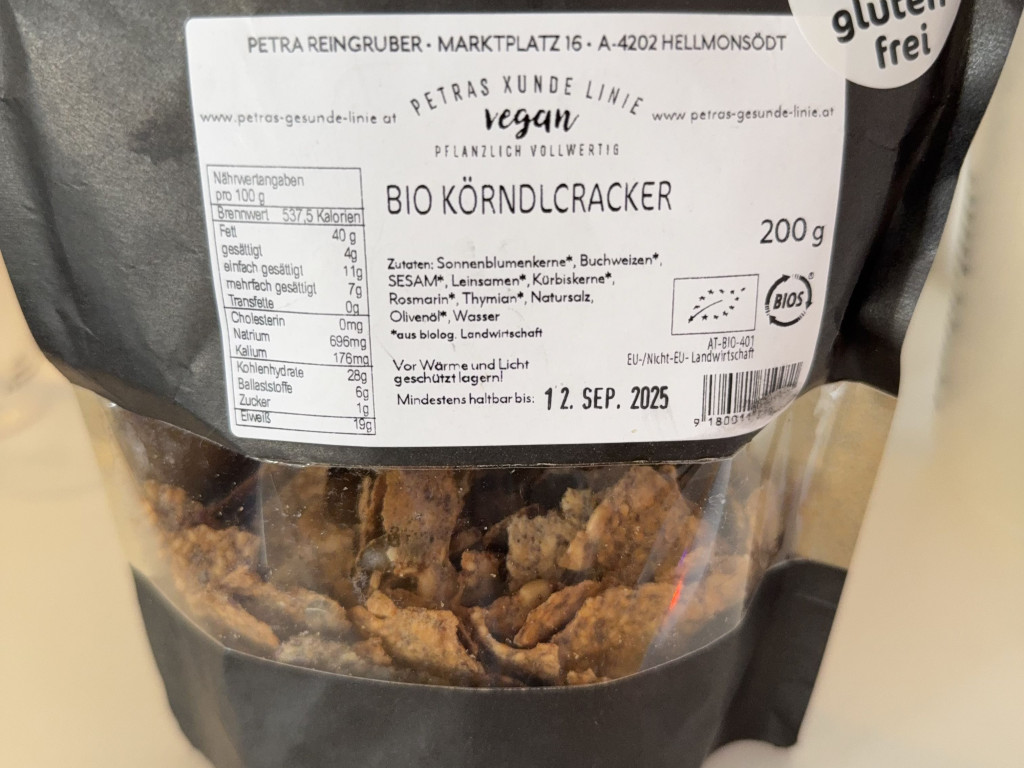 gluten
frei
PETRA REINGRUBER · MARKTPLATZ 16 · A-4202 HELLMONSÖDT
PETRAS XUNDE LINIE
www.petras-gesunde-linie at
vegan
www petras-gesunde-linie.at
PFLANZLICH VOLLWERTIG
BIO KÖRNDLCRACKER
200 g
Nährwertangaben
pro 100 g
Brennwert 537,5 Kalorien
Fett 40 g
gesättigt 4g
einfach gesättigt 11g
mehrfach gesättigt 7g
Transfette 0g
Cholesterin 0mg
Natrium 696mg
Kalium 176mg
Kohlenhydrate 28g
Ballaststoffe 6g
Zucker 1g
Eiweiß 19g
Zutaten: Sonnenblumenkerne*, Buchweizen*,
SESAM*, Leinsamen*, Kürbiskerne*,
Rosmarin*, Thymian*, Natursalz,
Olivenöl*, Wasser
*aus biolog. Landwirtschaft
Vor Wärme und Licht
geschützt lagern!
Mindestens haltbar bis: 12. SEP. 2025
BIOS
AT-BIO-401
EU-/Nicht-EU- Landwirtschaft